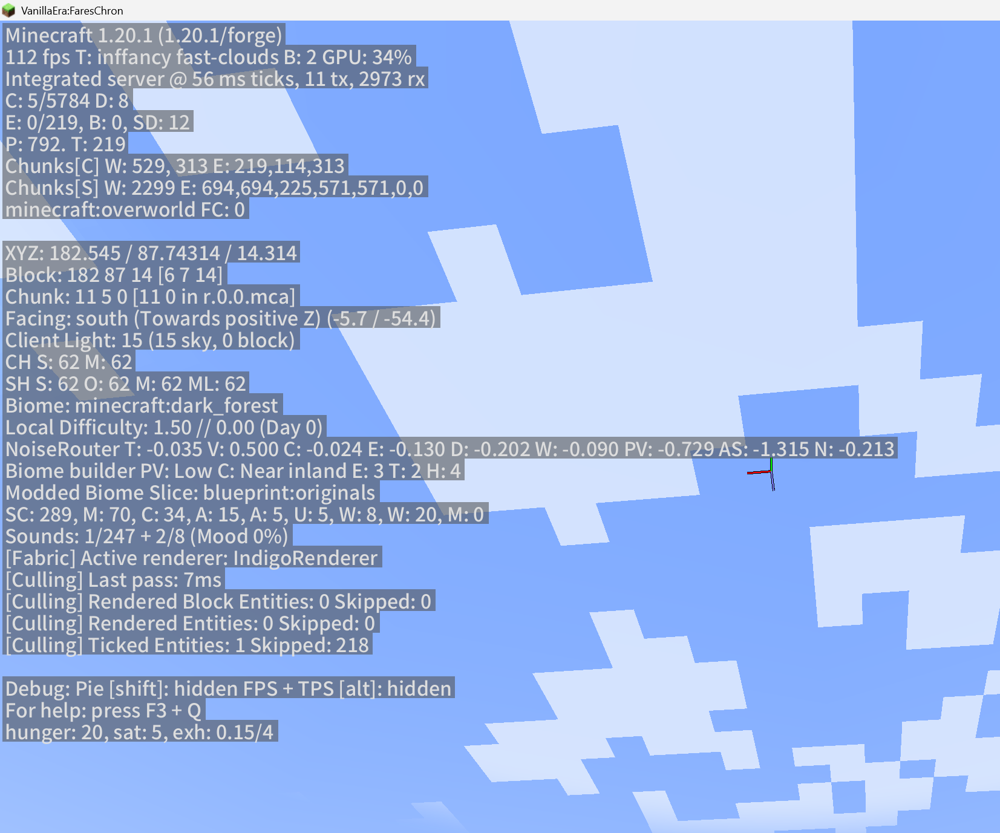 VanillaEra:FaresChron
Minecraft 1.20.1 (1.20.1/forge)
112 fps T: inffancy fast-clouds B: 2 GPU: 34%
Integrated server @ 56 ms ticks, 11 tx, 2973 rx
C: 5/5784 D: 8
E: 0/219, B: 0, SD: 12
P: 792. T: 219
Chunks[C] W: 529, 313 E: 219,114,313
Chunks[S] W: 2299 E: 694,694,225,571,571,0,0
minecraft:overworld FC: 0
XYZ: 182.545 / 87.74314 / 14.314
Block: 182 87 14 [6 7 14]
Chunk: 11 5 0 [11 0 in r.0.0.mca]
Facing: south (Towards positive Z) (-5.7 / -54.4)
Client Light: 15 (15 sky, 0 block)
CH S: 62 M: 62
SH S: 62 O: 62 M: 62 ML: 62
Biome: minecraft:dark_forest
Local Difficulty: 1.50 // 0.00 (Day 0)
NoiseRouter T: -0.035 V: 0.500 C: -0.024 E: -0.130 D: -0.202 W: -0.090 PV: -0.729 AS: -1.315 N: -0.213
Biome builder PV: Low C: Near inland E: 3 T: 2 H: 4
Modded Biome Slice: blueprint:originals
SC: 289, M: 70, C: 34, A: 15, A: 5, U: 5, W: 8, W: 20, M: 0
Sounds: 1/247 + 2/8 (Mood 0%)
[Fabric] Active renderer: IndigoRenderer
[Culling] Last pass: 7ms
[Culling] Rendered Block Entities: 0 Skipped: 0
[Culling] Rendered Entities: 0 Skipped: 0
[Culling] Ticked Entities: 1 Skipped: 218
Debug: Pie [shift]: hidden FPS + TPS [alt]: hidden
For help: press F3 + Q
hunger: 20, sat: 5, exh: 0.15/4